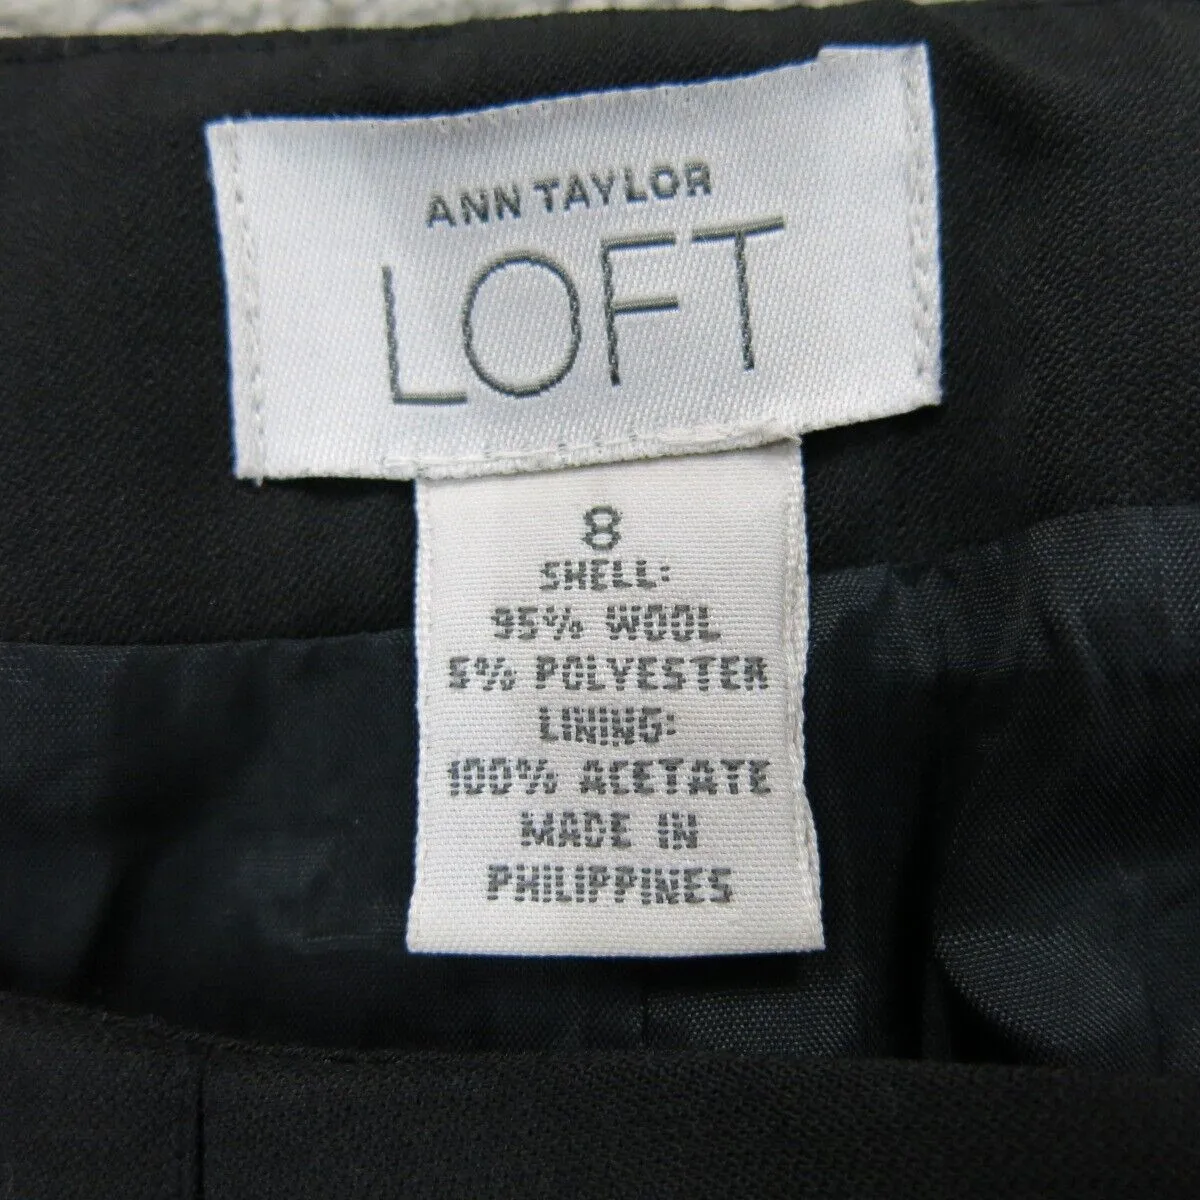 ANN TAYLOR
LOFT
8
SHELL:
95% WOOL
5% POLYESTER
LINING:
100% ACETATE
MADE IN
PHILIPPINES